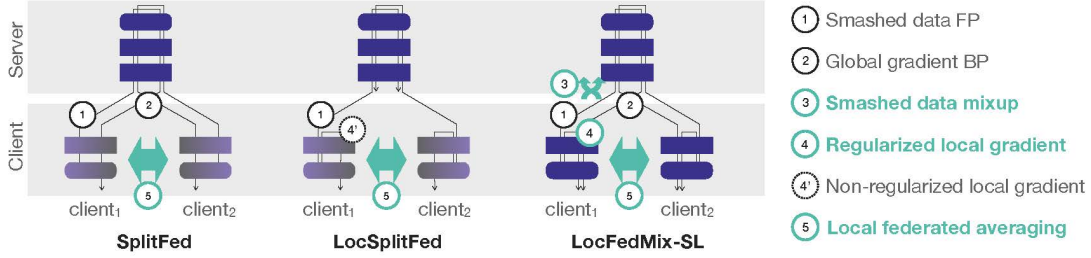 Server
Client
1
2
5
client1
client2
SplitFed
1
4'
5
client1
client2
LocSplitFed
3
1
2
4
5
client1
client2
LocFedMix-SL
1 Smashed data FP
2 Global gradient BP
3 Smashed data mixup
4 Regularized local gradient
4' Non-regularized local gradient
5 Local federated averaging